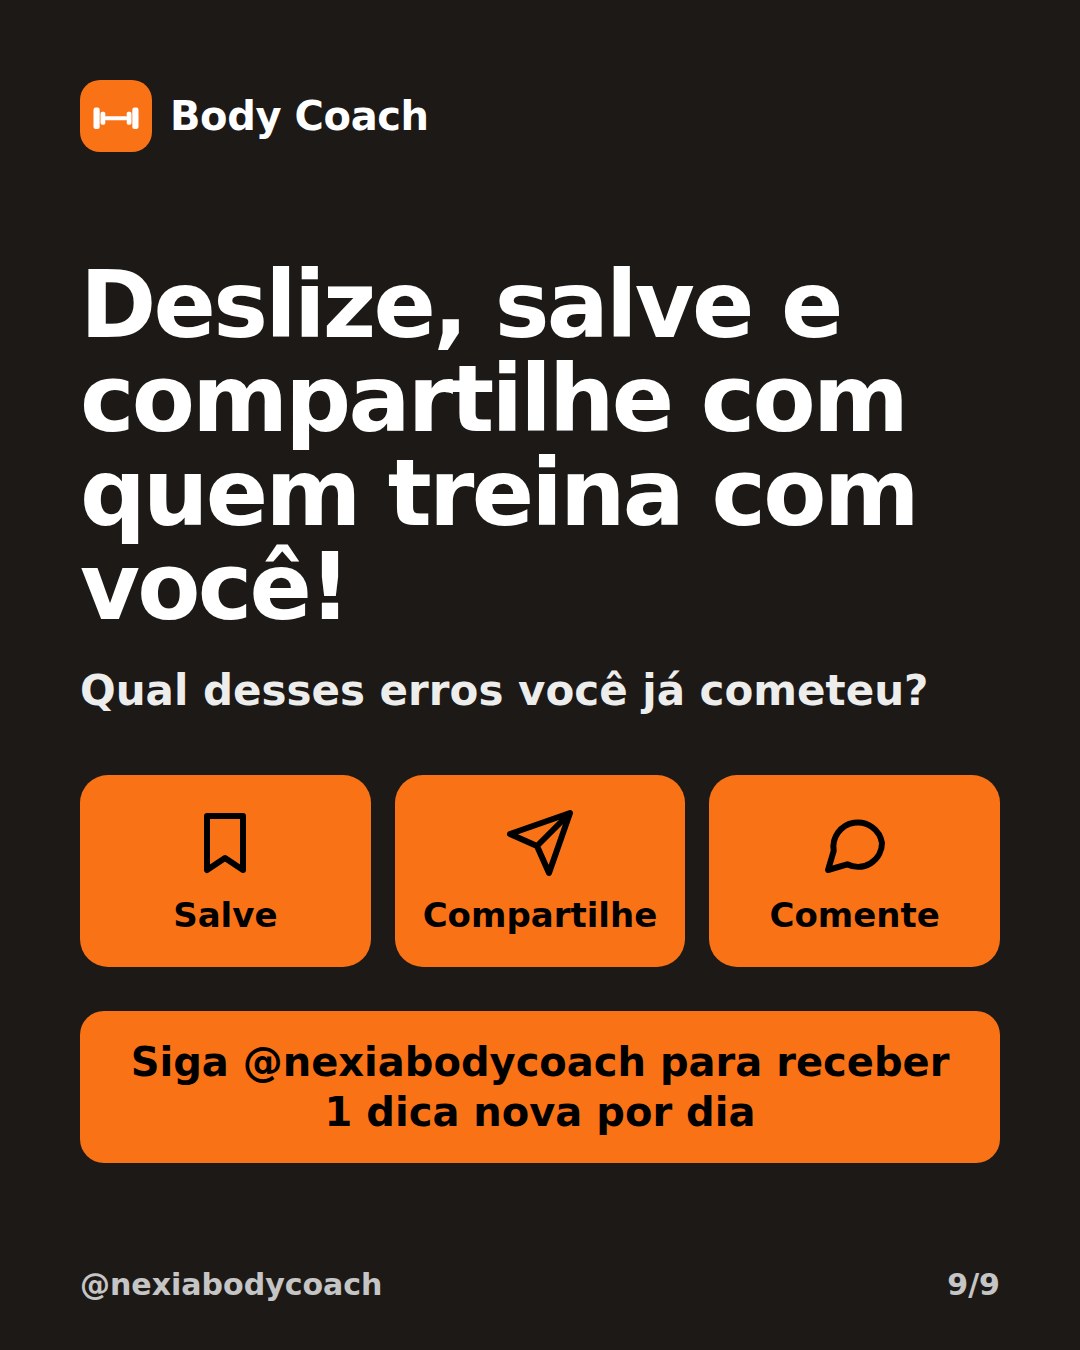 Body Coach
Deslize, salve e
compartilhe com
quem treina com
você!
Qual desses erros você já cometeu?
Salve
Compartilhe
Comente
Siga @nexiabodycoach para receber
1 dica nova por dia
@nexiabodycoach
9/9